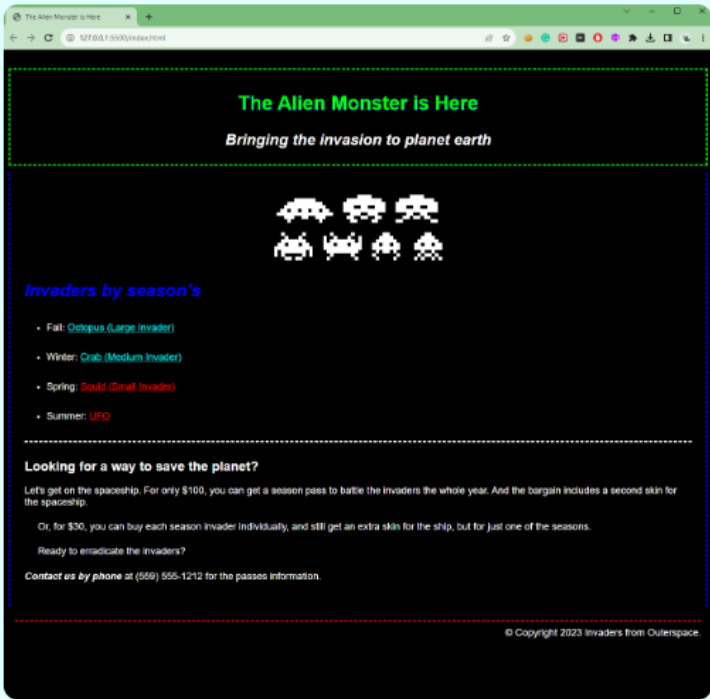 The Alien Monster is Here
127.0.0.1:5500/index.html
The Alien Monster is Here
Bringing the invasion to planet earth
Invaders by season's
Fall: Octopus (Large Invader)
Winter: Crab (Medium Invader)
Spring: Squid (Small Invader)
Summer: UFO
Looking for a way to save the planet?
Let's get on the spaceship. For only $100, you can get a season pass to battle the invaders the whole year. And the bargain includes a second skin for
the spaceship.
Or, for $30, you can buy each season invader individually, and still get an extra skin for the ship, but for just one of the seasons.
Ready to erradicate the invaders?
Contact us by phone at (559) 555-1212 for the passes information.
© Copyright 2023 Invaders from Outerspace.